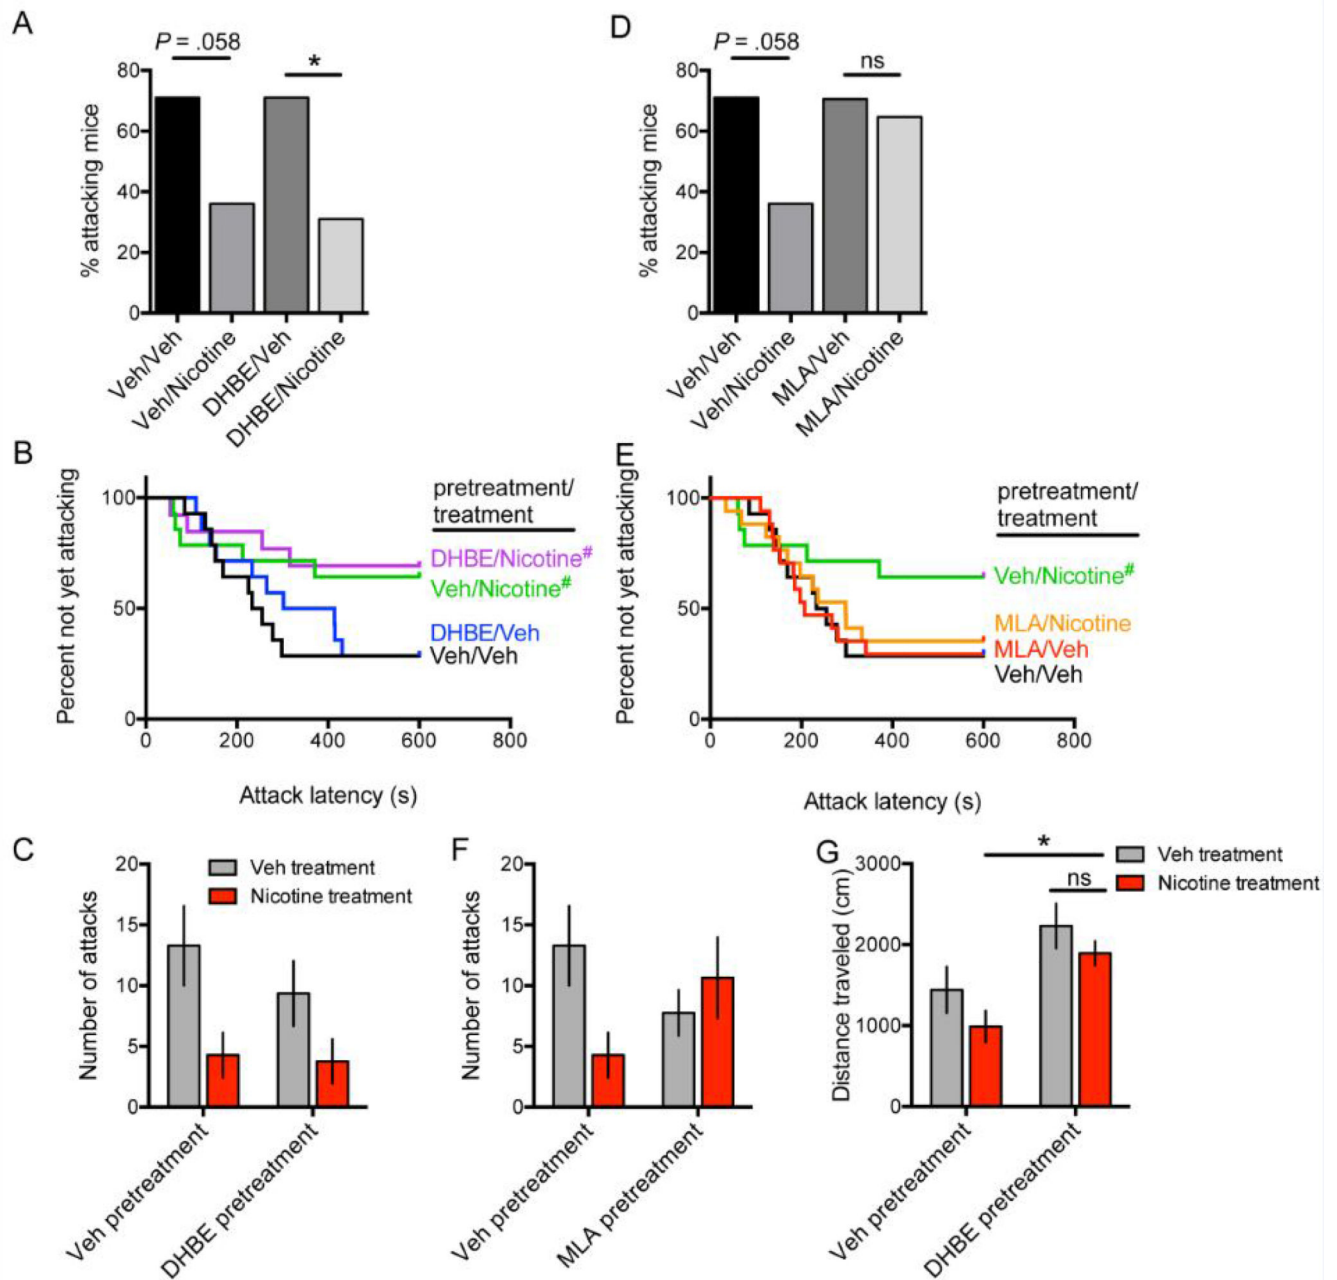 A
P = .058
*
% attacking mice
80
60
40
20
0
Veh/Veh
Veh/Nicotine
DHBE/Veh
DHBE/Nicotine
D
P = .058
ns
% attacking mice
80
60
40
20
0
Veh/Veh
Veh/Nicotine
MLA/Veh
MLA/Nicotine
B
Percent not yet attacking
100
50
0
0 200 400 600 800
Attack latency (s)
pretreatment/
treatment
DHBE/Nicotine#
Veh/Nicotine#
DHBE/Veh
Veh/Veh
E
Percent not yet attacking
100
50
0
0 200 400 600 800
Attack latency (s)
pretreatment/
treatment
Veh/Nicotine#
MLA/Nicotine
MLA/Veh
Veh/Veh
C
Number of attacks
20
15
10
5
0
Veh treatment
Nicotine treatment
Veh pretreatment
DHBE pretreatment
F
Number of attacks
20
15
10
5
0
Veh pretreatment
MLA pretreatment
G
Distance traveled (cm)
3000
2000
1000
0
*
ns
Veh treatment
Nicotine treatment
Veh pretreatment
DHBE pretreatment